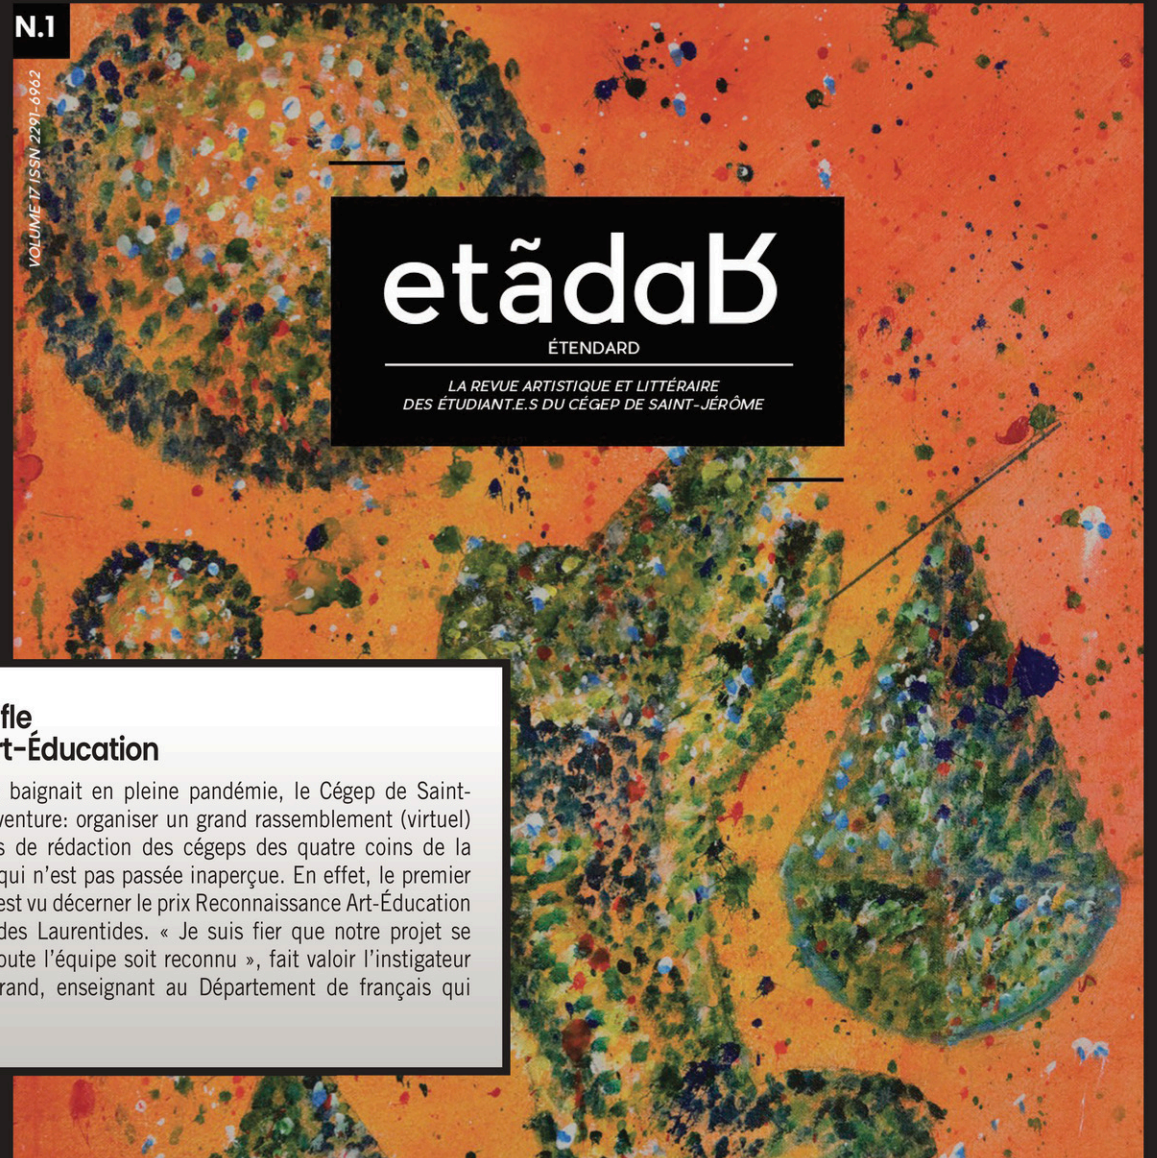 N.1
VOLUME 17 ISSN 2291-6962
etãdaR
ÉTENDARD
LA REVUE ARTISTIQUE ET LITTÉRAIRE
DES ÉTUDIANT.E.S DU CÉGEP DE SAINT-JÉRÔME
fle
rt-Éducation
baignait en pleine pandémie, le Cégep de Saint-
venture: organiser un grand rassemblement (virtuel)
s de rédaction des cégeps des quatre coins de la
qui n'est pas passée inaperçue. En effet, le premier
est vu décerner le prix Reconnaissance Art-Éducation
des Laurentides. « Je suis fier que notre projet se
oute l'équipe soit reconnu », fait valoir l'instigateur
rand, enseignant au Département de français qui